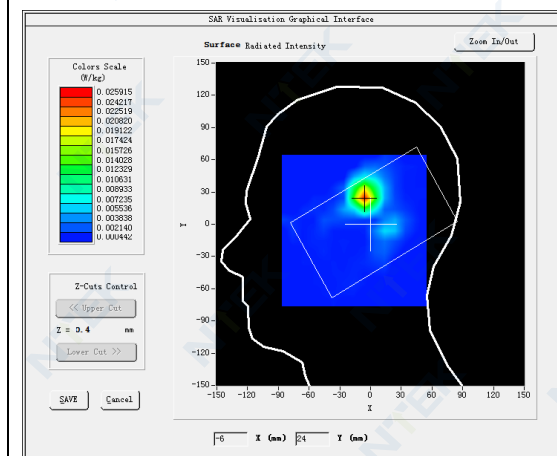 SAR Visualisation Graphical Interface
Surface Radiated Intensity
Zoom In/Out
Colors Scale
(W/kg)
0.025915
0.024217
0.022519
0.020820
0.019122
0.017424
0.015726
0.014028
0.012329
0.010631
0.008933
0.007235
0.005536
0.003838
0.002140
0.000442
150
120
90
60
30
0
-30
-60
-90
-120
-150
Y
-150 -120 -90 -60 -30 0 30 60 90 120 150
X
Z-Cuts Control
<< Upper Cut
Z = 0.4 mm
Lower Cut >>
SAVE Cancel
-6 X (mm) 24 Y (mm)
NTEK